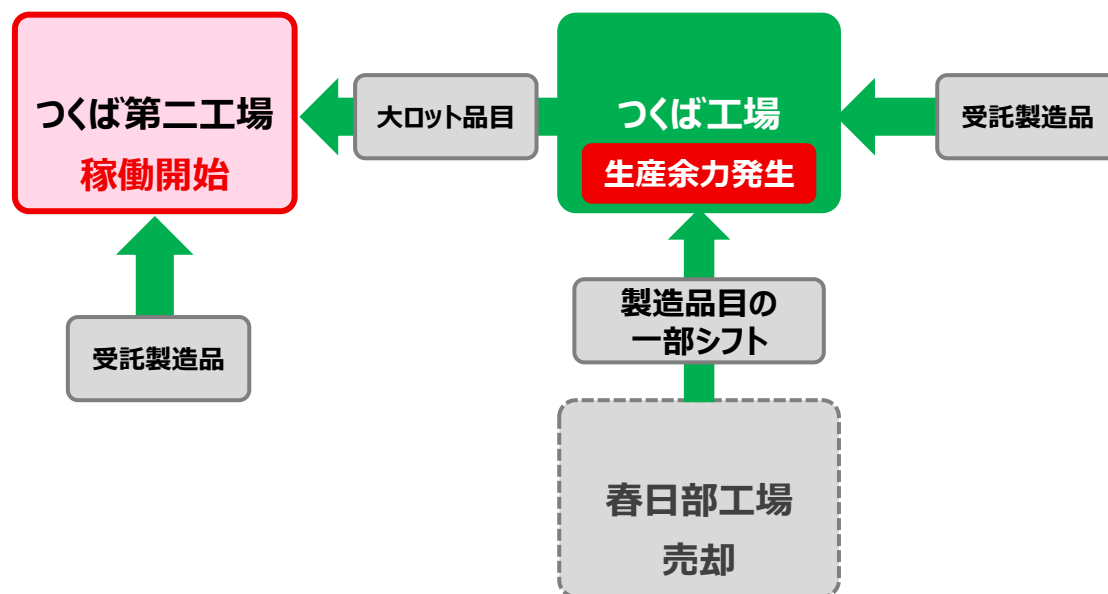 つくば第二工場
稼働開始
大ロット品目
つくば工場
生産余力発生
受託製造品
受託製造品
製造品目の
一部シフト
春日部工場
売却